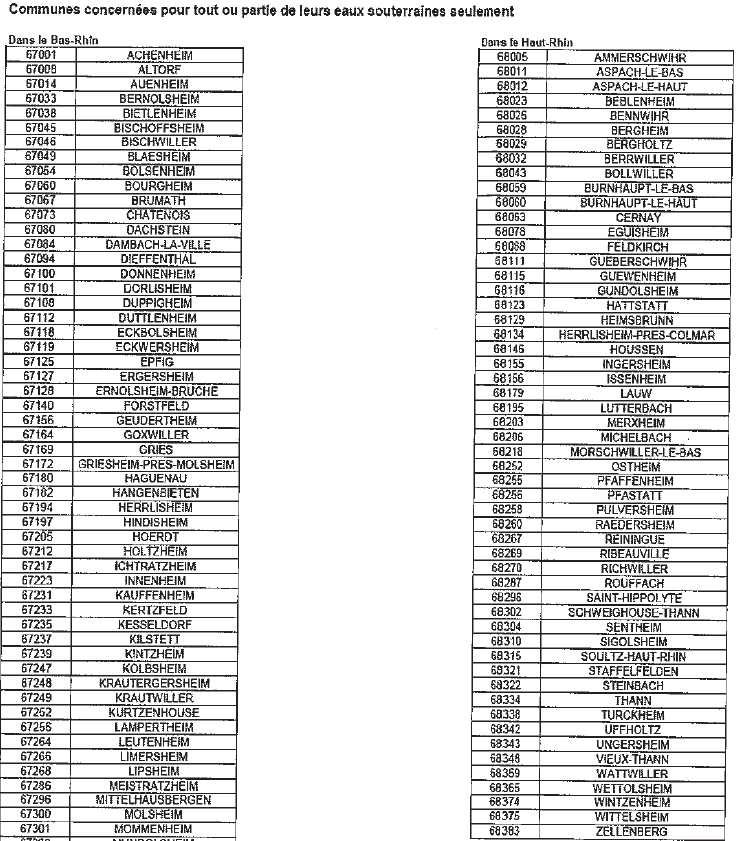 Communes concernées pour tout ou partie de leurs eaux souterraines seulement
Dans le Bas-Rhin
67001 ACHENHEIM
67008 ALTORF
67014 AUENHEIM
67033 BERNOLSHEIM
67038 BIETLENHEIM
67045 BISCHOFFSHEIM
67046 BISCHWILLER
67049 BLAESHEIM
67054 BOLSENHEIM
67060 BOURGHEIM
67067 BRUMATH
67073 CHATENOIS
67080 DACHSTEIN
67084 DAMBACH-LA-VILLE
67094 DIEFFENTHAL
67100 DONNENHEIM
67101 DORLISHEIM
67108 DUPPIGHEIM
67112 DUTTLENHEIM
67118 ECKBOLSHEIM
67119 ECKWERSHEIM
67125 EPFIG
67127 ERGERSHEIM
67128 ERNOLSHEIM-BRUCHE
67140 FORSTFELD
67156 GEUDERTHEIM
67164 GOXWILLER
67169 GRIES
67172 GRIESHEIM-PRES-MOLSHEIM
67180 HAGUENAU
67182 HANGENBIETEN
67194 HERRLISHEIM
67197 HINDISHEIM
67205 HOERDT
67212 HOLTZHEIM
67217 ICHTRATZHEIM
67223 INNENHEIM
67231 KAUFFENHEIM
67233 KERTZFELD
67235 KESSELDORF
67237 KILSTETT
67239 KINTZHEIM
67247 KOLBSHEIM
67248 KRAUTERGERSHEIM
67249 KRAUTWILLER
67252 KURTZENHOUSE
67256 LAMPERTHEIM
67264 LEUTENHEIM
67266 LIMERSHEIM
67268 LIPSHEIM
67286 MEISTRATZHEIM
67296 MITTELHAUSBERGEN
67300 MOLSHEIM
67301 MOMMENHEIM
Dans le Haut-Rhin
68005 AMMERSCHWIHR
68011 ASPACH-LE-BAS
68012 ASPACH-LE-HAUT
68023 BEBLENHEIM
68026 BENNWIHR
68028 BERGHEIM
68029 BERGHOLTZ
68032 BERRWILLER
68043 BOLLWILLER
68059 BURNHAUPT-LE-BAS
68060 BURNHAUPT-LE-HAUT
68063 CERNAY
68078 EGUISHEIM
68088 FELDKIRCH
68111 GUEBERSCHWIHR
68115 GUEWENHEIM
68116 GUNDOLSHEIM
68123 HATTSTATT
68129 HEIMSBRUNN
68134 HERRLISHEIM-PRES-COLMAR
68146 HOUSSEN
68155 INGERSHEIM
68156 ISSENHEIM
68179 LAUW
68195 LUTTERBACH
68203 MERXHEIM
68206 MICHELBACH
68218 MORSCHWILLER-LE-BAS
68252 OSTHEIM
68255 PFAFFENHEIM
68256 PFASTATT
68258 PULVERSHEIM
68260 RAEDERSHEIM
68267 REININGUE
68269 RIBEAUVILLE
68270 RICHWILLER
68287 ROUFFACH
68296 SAINT-HIPPOLYTE
68302 SCHWEIGHOUSE-THANN
68304 SENTHEIM
68310 SIGOLSHEIM
68315 SOULTZ-HAUT-RHIN
68321 STAFFELFELDEN
68322 STEINBACH
68334 THANN
68338 TURCKHEIM
68342 UFFHOLTZ
68343 UNGERSHEIM
68348 VIEUX-THANN
68359 WATTWILLER
68365 WETTOLSHEIM
68374 WINTZENHEIM
68375 WITTELSHEIM
68383 ZELLENBERG